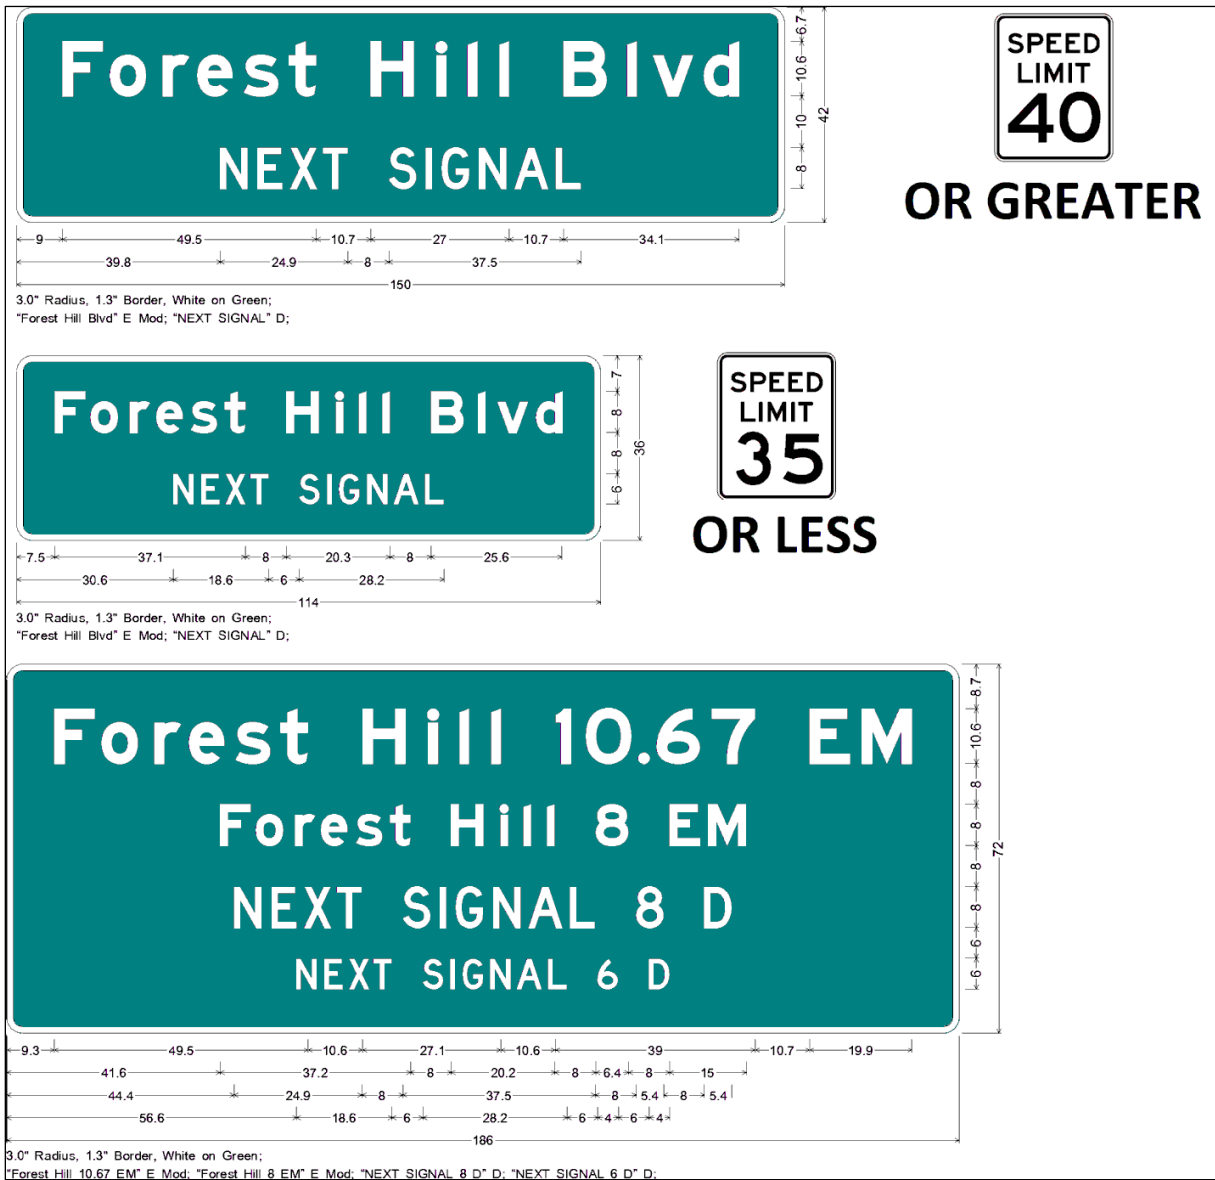 Forest Hill Blvd
NEXT SIGNAL
6.7
10.6
10
8
42
9 49.5 10.7 27 10.7 34.1
39.8 24.9 8 37.5
150
3.0" Radius, 1.3" Border, White on Green;
"Forest Hill Blvd" E Mod; "NEXT SIGNAL" D;
SPEED
LIMIT
40
OR GREATER
Forest Hill Blvd
NEXT SIGNAL
7
8
8
6
36
7.5 37.1 8 20.3 8 25.6
30.6 18.6 6 28.2
114
3.0" Radius, 1.3" Border, White on Green;
"Forest Hill Blvd" E Mod; "NEXT SIGNAL" D;
SPEED
LIMIT
35
OR LESS
Forest Hill 10.67 EM
Forest Hill 8 EM
NEXT SIGNAL 8 D
NEXT SIGNAL 6 D
8.7
10.6
8
8
8
8
6
6
72
9.3 49.5 10.6 27.1 10.6 39 10.7 19.9
41.6 37.2 8 20.2 8 6.4 8 15
44.4 24.9 8 37.5 8 5.4 8 5.4
56.6 18.6 6 28.2 6 4 6 4
186
3.0" Radius, 1.3" Border, White on Green;
"Forest Hill 10.67 EM" E Mod; "Forest Hill 8 EM" E Mod; "NEXT SIGNAL 8 D" D; "NEXT SIGNAL 6 D" D;